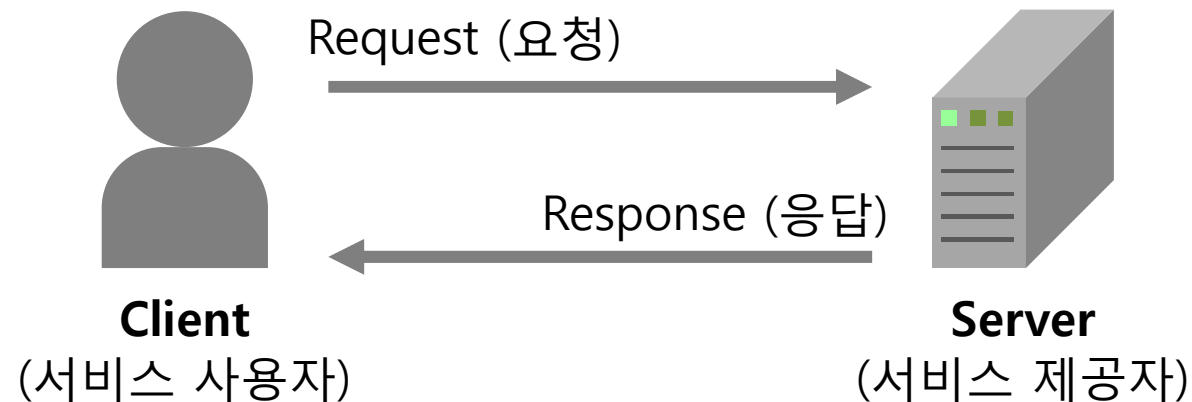 Request (요청)
Response (응답)
Client
(서비스 사용자)
Server
(서비스 제공자)